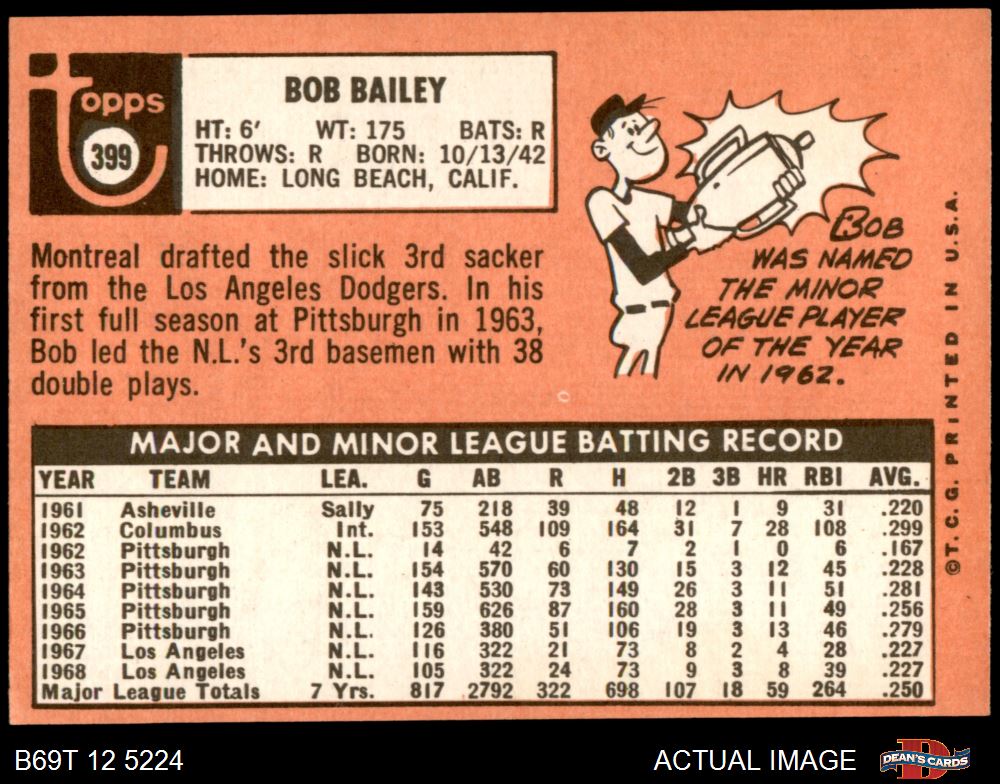 Topps
399
BOB BAILEY
HT: 6' WT: 175 BATS: R
THROWS: R BORN: 10/13/42
HOME: LONG BEACH, CALIF.
Montreal drafted the slick 3rd sacker
from the Los Angeles Dodgers. In his
first full season at Pittsburgh in 1963,
Bob led the N.L.'s 3rd basemen with 38
double plays.
BOB
WAS NAMED
THE MINOR
LEAGUE PLAYER
OF THE YEAR
IN 1962.
©T. C. G. PRINTED IN U.S.A.
MAJOR AND MINOR LEAGUE BATTING RECORD
YEAR TEAM LEA. G AB R H 2B 3B HR RBI AVG.
1961 Asheville Sally 75 218 39 48 12 1 9 31 .220
1962 Columbus Int. 153 548 109 164 31 7 28 108 .299
1962 Pittsburgh N.L. 14 42 6 7 2 1 0 6 .167
1963 Pittsburgh N.L. 154 570 60 130 15 3 12 45 .228
1964 Pittsburgh N.L. 143 530 73 149 26 3 11 51 .281
1965 Pittsburgh N.L. 159 626 87 160 28 3 11 49 .256
1966 Pittsburgh N.L. 126 380 51 106 19 3 13 46 .279
1967 Los Angeles N.L. 116 322 21 73 8 2 4 28 .227
1968 Los Angeles N.L. 105 322 24 73 9 3 8 39 .227
Major League Totals 7 Yrs. 817 2792 322 698 107 18 59 264 .250
B69T 12 5224
ACTUAL IMAGE
DEAN'S CARDS